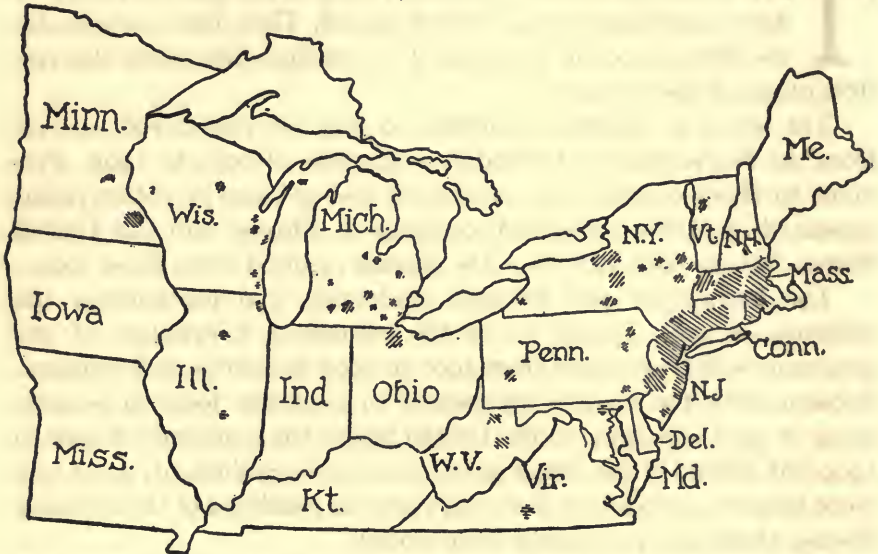 Minn.
Wis.
Mich.
Iowa
Ill.
Ind
Ohio
Miss.
Kt.
W.V.
Vir.
Penn.
N.Y.
Vt
N.H.
Me.
Mass.
Conn.
N.J
Del.
Md.